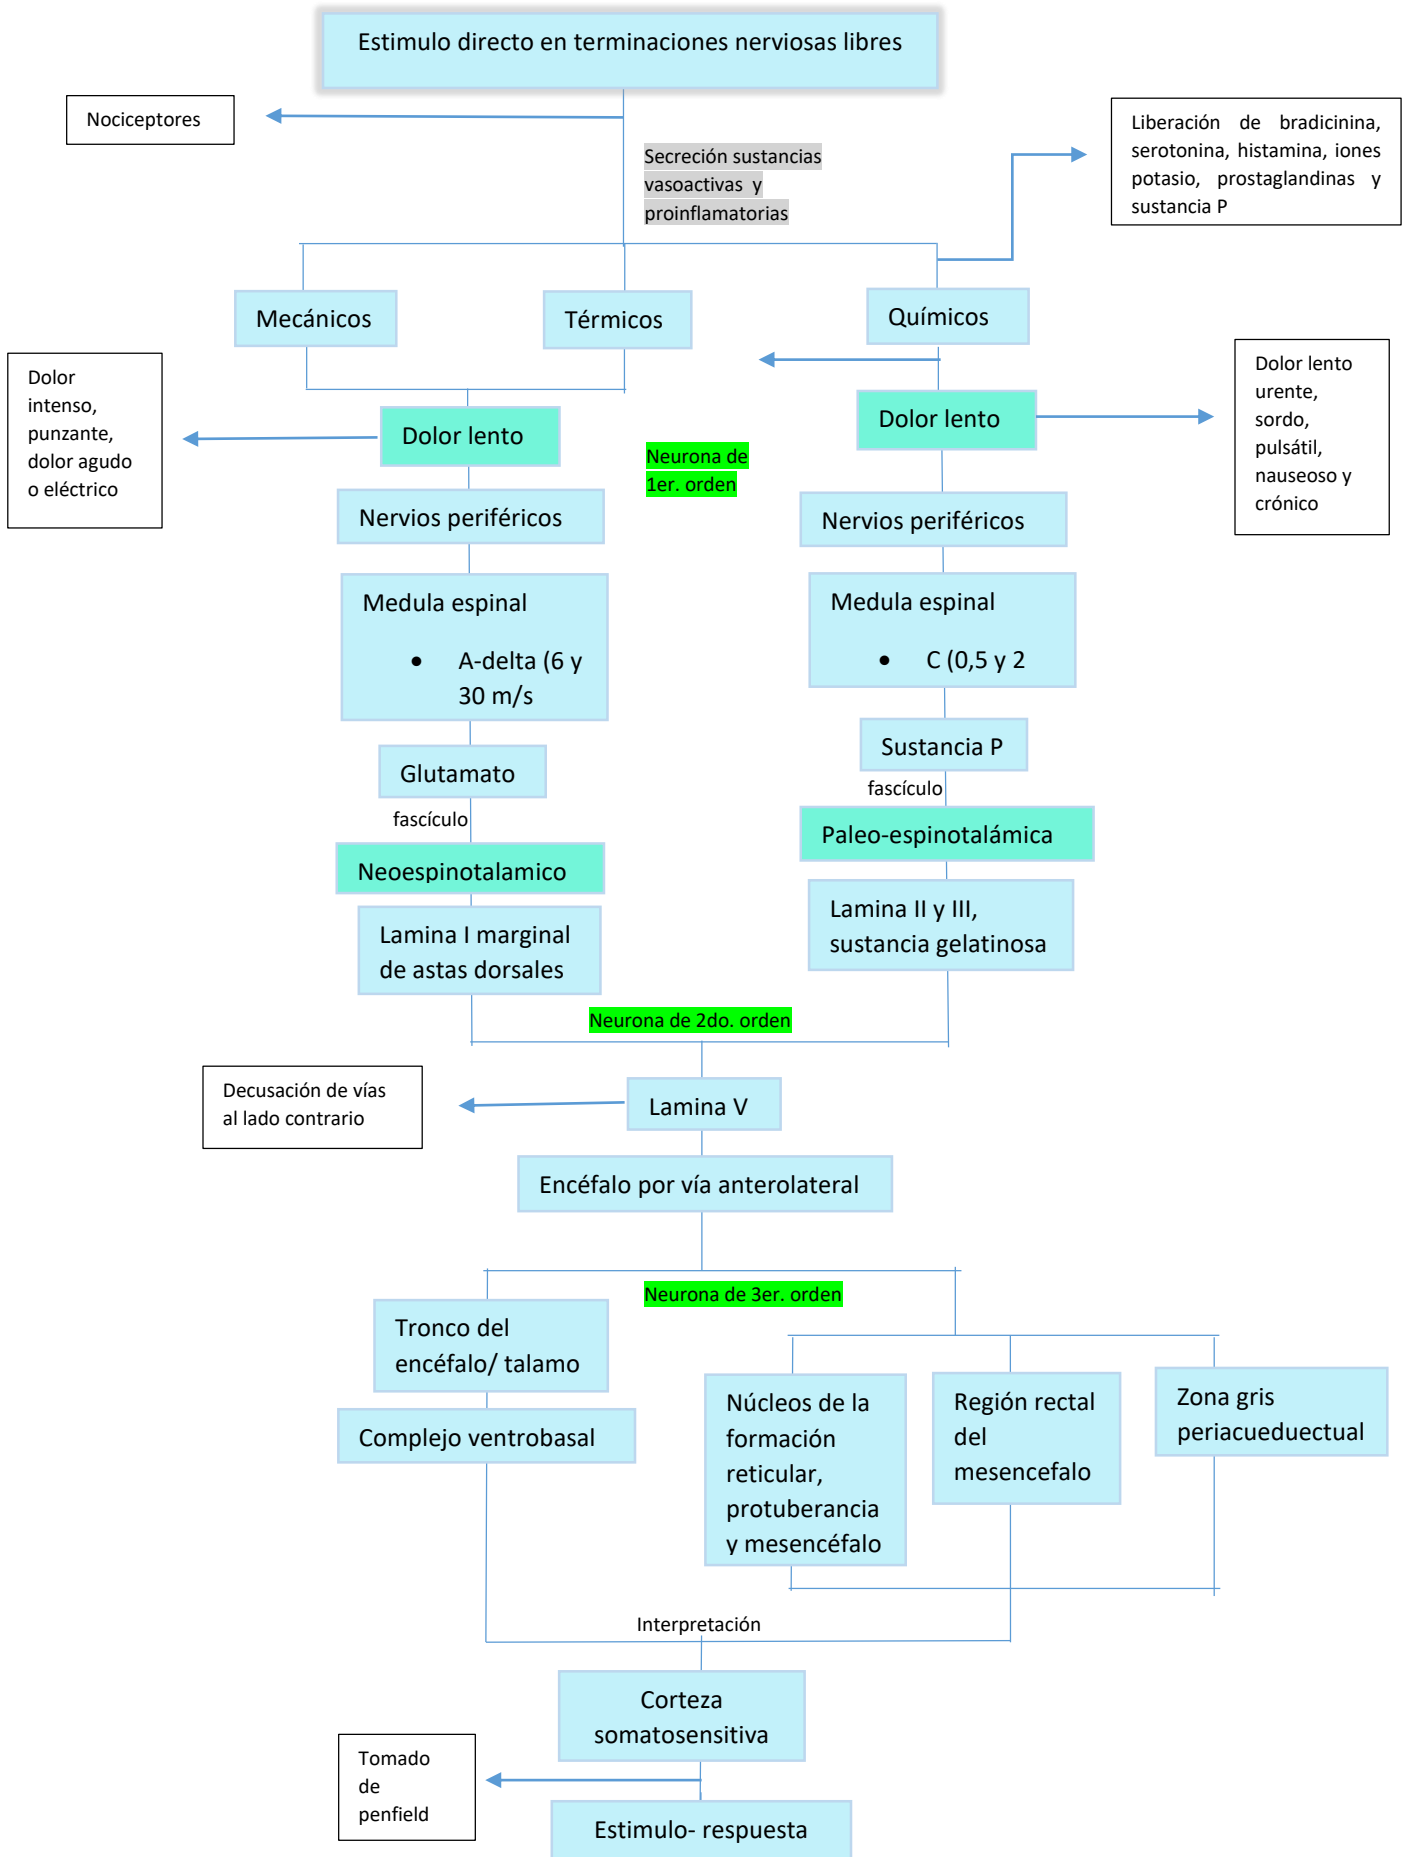 Estimulo directo en terminaciones nerviosas libres
Nociceptores
Liberación de bradicinina,
serotonina, histamina, iones
potasio, prostaglandinas y
sustancia P
Secreción sustancias
vasoactivas y
proinflamatorias
Mecánicos
Térmicos
Químicos
Dolor
intenso,
punzante,
dolor agudo
o eléctrico
Dolor lento
Dolor lento
Dolor lento
urente,
sordo,
pulsátil,
nauseoso y
crónico
Neurona de
1er. orden
Nervios periféricos
Nervios periféricos
Medula espinal
• A-delta (6 y
30 m/s
Medula espinal
• C (0,5 y 2
Glutamato
Sustancia P
fascículo
fascículo
Neoespinotalamico
Paleo-espinotalámica
Lamina I marginal
de astas dorsales
Lamina II y III,
sustancia gelatinosa
Neurona de 2do. orden
Decusación de vías
al lado contrario
Lamina V
Encéfalo por vía anterolateral
Neurona de 3er. orden
Tronco del
encéfalo/ talamo
Complejo ventrobasal
Núcleos de la
formación
reticular,
protuberancia
y mesencéfalo
Región rectal
del
mesencefalo
Zona gris
periacueduectual
Interpretación
Corteza
somatosensitiva
Tomado
de
penfield
Estimulo- respuesta